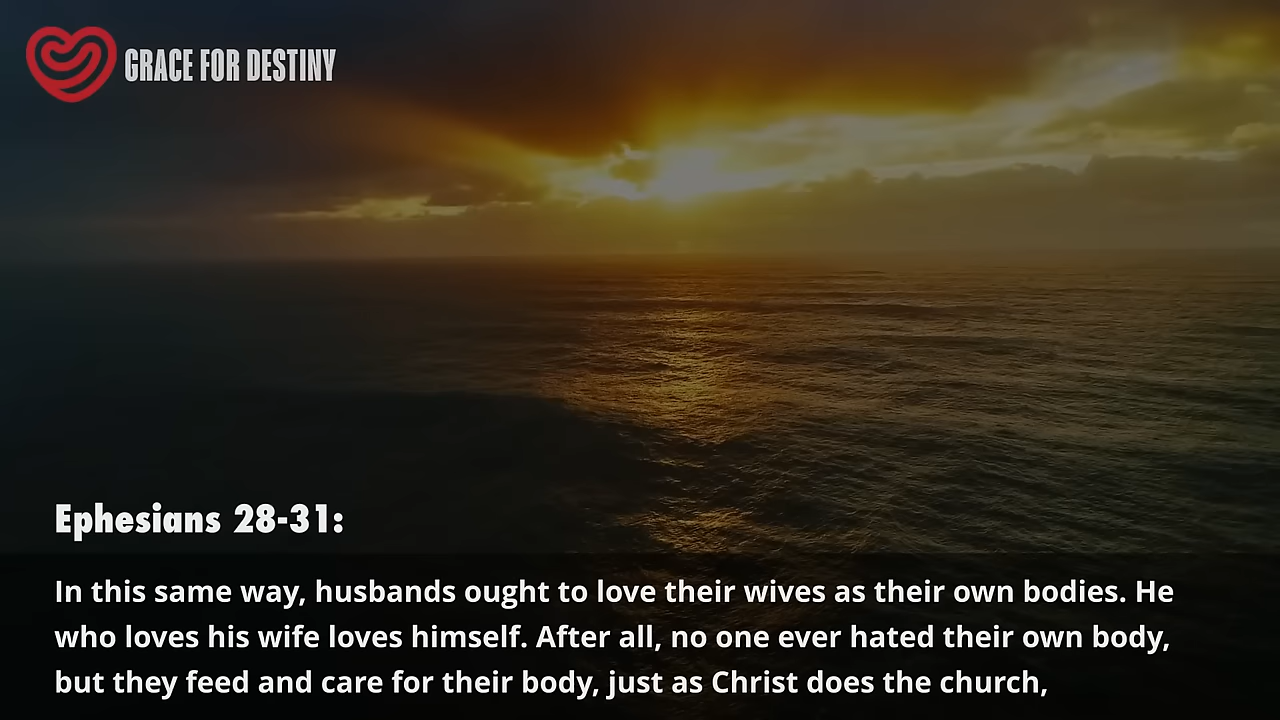 GRACE FOR DESTINY
Ephesians 28-31:
In this same way, husbands ought to love their wives as their own bodies. He
who loves his wife loves himself. After all, no one ever hated their own body,
but they feed and care for their body, just as Christ does the church,